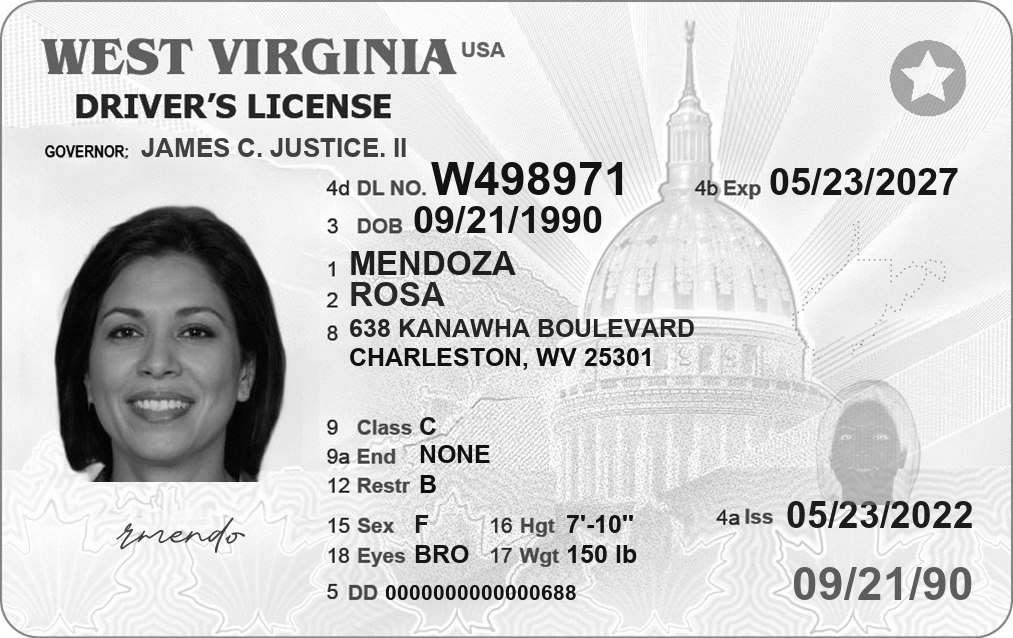 WEST VIRGINIA USA
DRIVER'S LICENSE
GOVERNOR: JAMES C. JUSTICE. II
4d DL NO. W498971 4b Exp 05/23/2027
3 DOB 09/21/1990
1 MENDOZA
2 ROSA
8 638 KANAWHA BOULEVARD
CHARLESTON, WV 25301
9 Class C
9a End NONE
12 Restr B
15 Sex F 16 Hgt 7'-10"
4a Iss 05/23/2022
18 Eyes BRO 17 Wgt 150 lb
5 DD 0000000000000688
09/21/90
rmendo